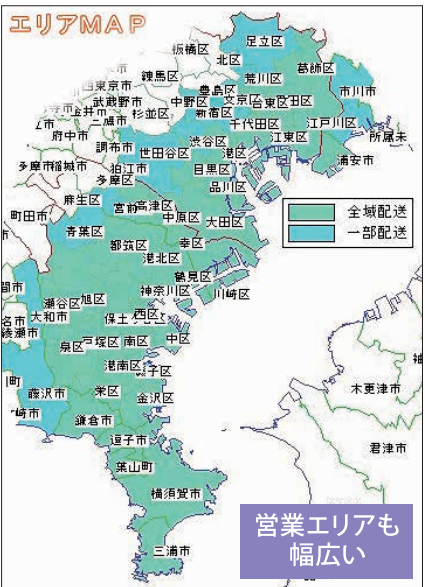 エリアMAP
足立区
板橋区
北区
葛飾区
練馬区
荒川区
西東京市
豊島区
市川市
武蔵野市
中野区
文京区
台東区
墨田区
杉並区
新宿区
府中市
千代田区
江戸川区
調布市
渋谷区
江東区
所属未
世田谷区
港区
浦安市
多摩市
稲城市
狛江市
目黒区
多摩区
品川区
麻生区
高津区
町田市
宮前
中原区
大田区
全域配送
青葉区
一部配送
都筑区
幸区
港北区
鶴見区
神奈川区
川崎区
瀬谷区
旭区
大和市
西区
綾瀬市
泉区
戸塚区
南区
中区
港南区
木更津市
藤沢市
栄区
金沢区
鎌倉市
君津市
逗子市
葉山町
横須賀市
営業エリアも
幅広い
三浦市